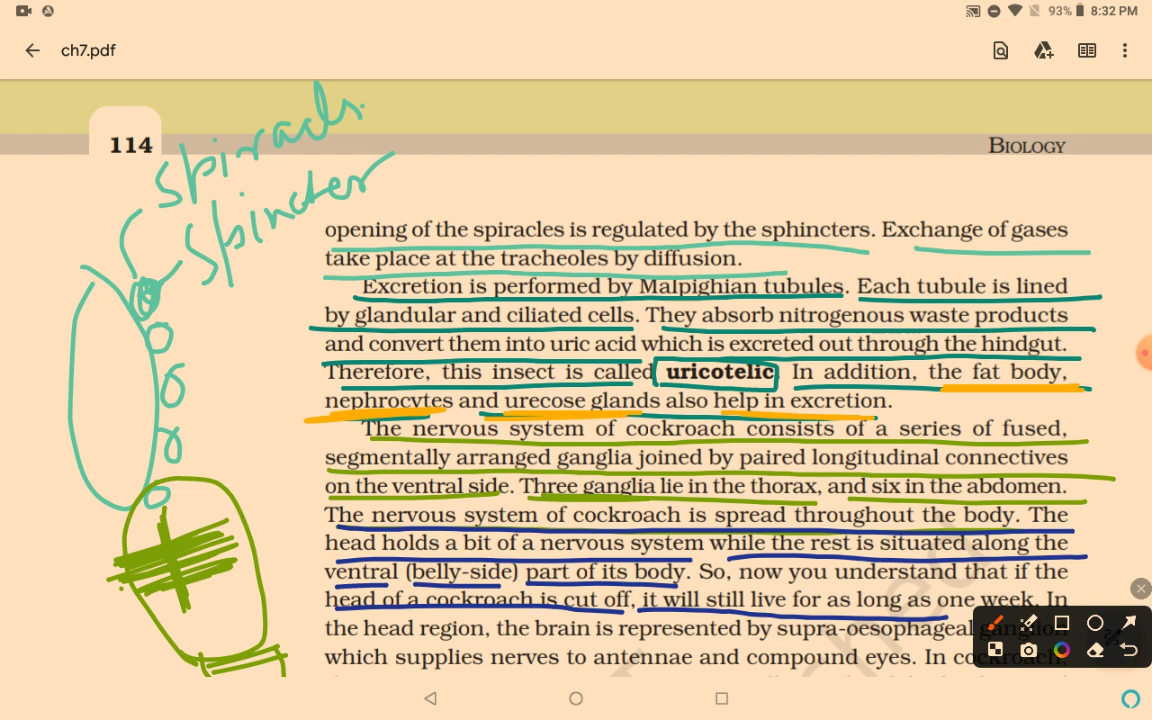 93% 8:32 PM
ch7.pdf
114
BIOLOGY
spiracls.
spincter
opening of the spiracles is regulated by the sphincters. Exchange of gases
take place at the tracheoles by diffusion.
Excretion is performed by Malpighian tubules. Each tubule is lined
by glandular and ciliated cells. They absorb nitrogenous waste products
and convert them into uric acid which is excreted out through the hindgut.
Therefore, this insect is called uricotelic. In addition, the fat body,
nephrocytes and urecose glands also help in excretion.
The nervous system of cockroach consists of a series of fused,
segmentally arranged ganglia joined by paired longitudinal connectives
on the ventral side. Three ganglia lie in the thorax, and six in the abdomen.
The nervous system of cockroach is spread throughout the body. The
head holds a bit of a nervous system while the rest is situated along the
ventral (belly-side) part of its body. So, now you understand that if the
head of a cockroach is cut off, it will still live for as long as one week. In
the head region, the brain is represented by supra-oesophageal ganglion
which supplies nerves to antennae and compound eyes. In cockroach,